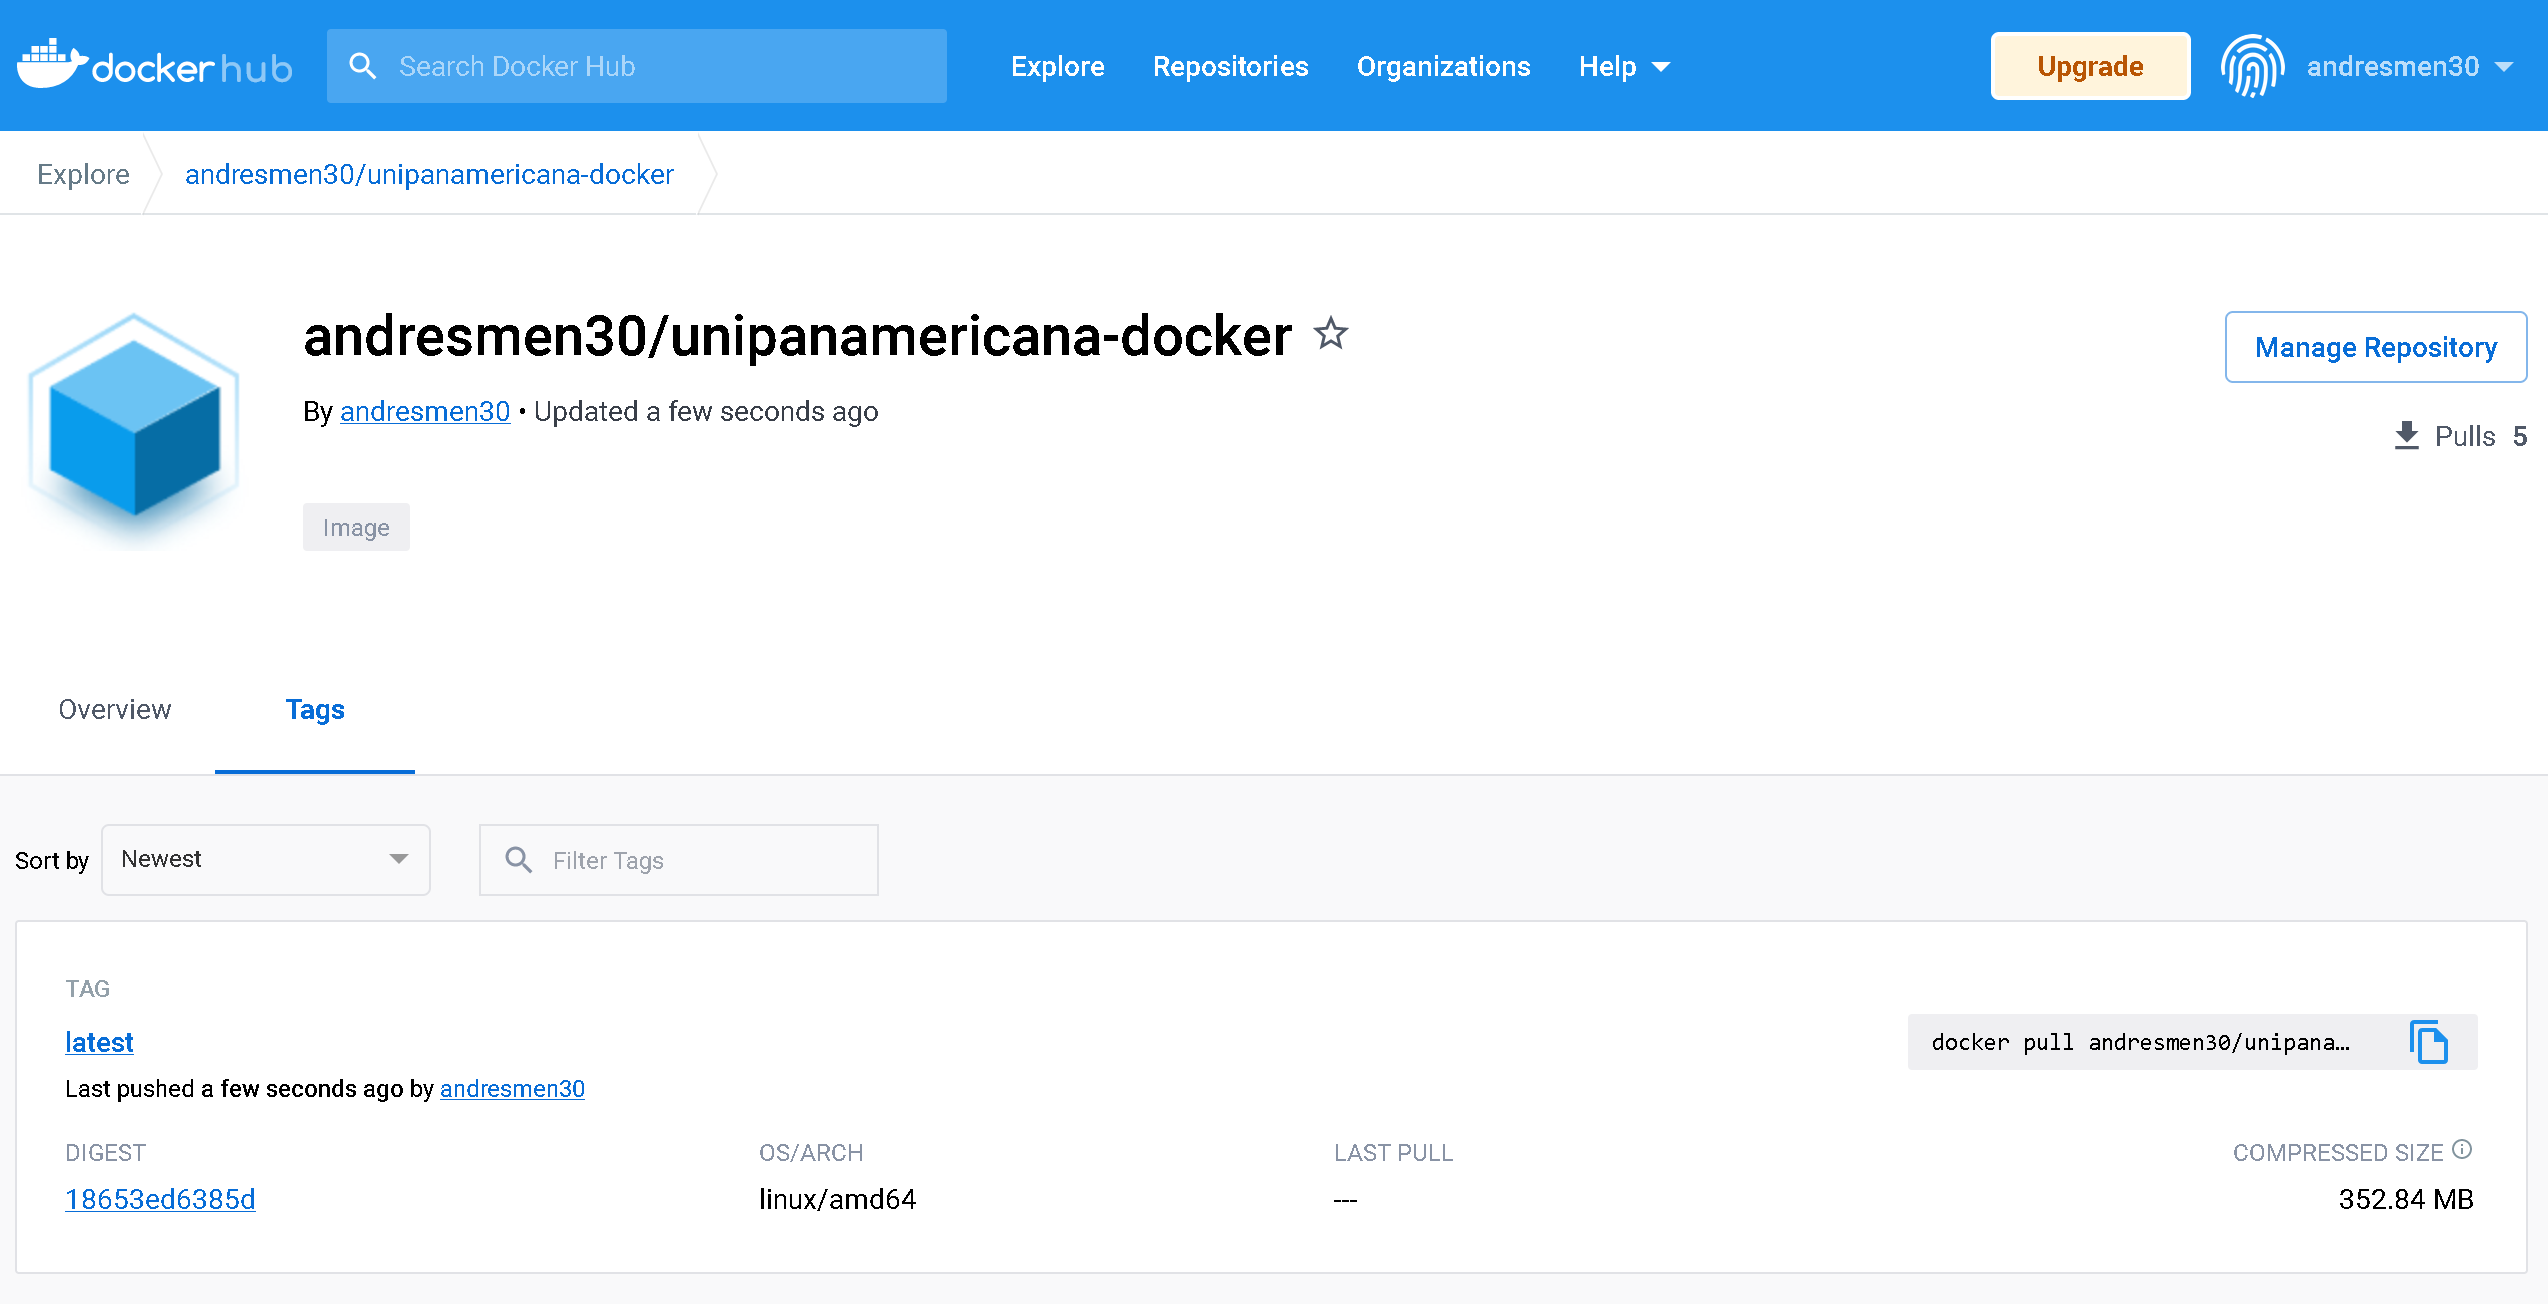 dockerhub
Search Docker Hub
Explore
Repositories
Organizations
Help
Upgrade
andresmen30
Explore
andresmen30/unipanamericana-docker
andresmen30/unipanamericana-docker
Manage Repository
By andresmen30 • Updated a few seconds ago
Pulls 5
Image
Overview
Tags
Sort by
Newest
Filter Tags
TAG
latest
docker pull andresmen30/unipana…
Last pushed a few seconds ago by andresmen30
DIGEST
OS/ARCH
LAST PULL
COMPRESSED SIZE
18653ed6385d
linux/amd64
---
352.84 MB